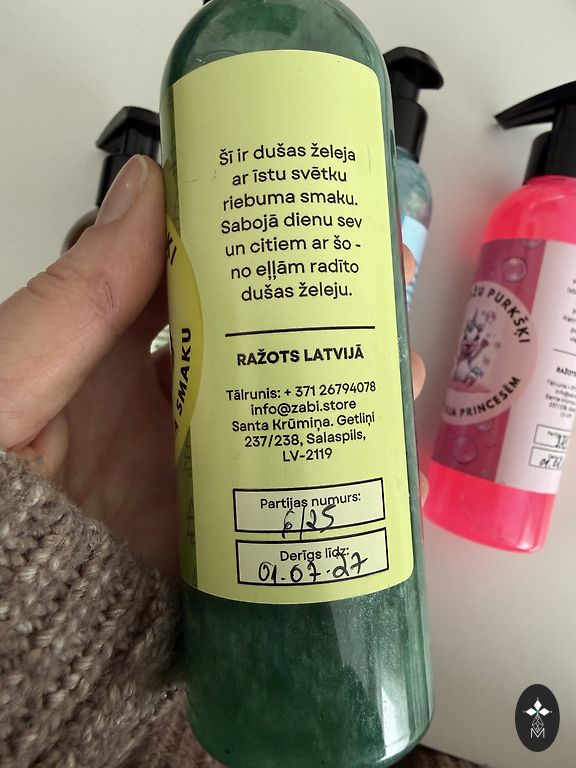 Šī ir dušas želeja
ar īstu svētku
riebuma smaku.
Sabojā dienu sev
un citiem ar šo -
no eļļām radīto
dušas želeju.
RAŽOTS LATVIJĀ
Tālrunis: + 371 26794078
info@zabi.store
Santa Krūmiņa. Getliņi
237/238, Salaspils,
LV-2119
Partijas numurs:
6/25
Derīgs līdz:
01.07.27
SMAKU
PURKŠĶI
PRINCESĒM
M